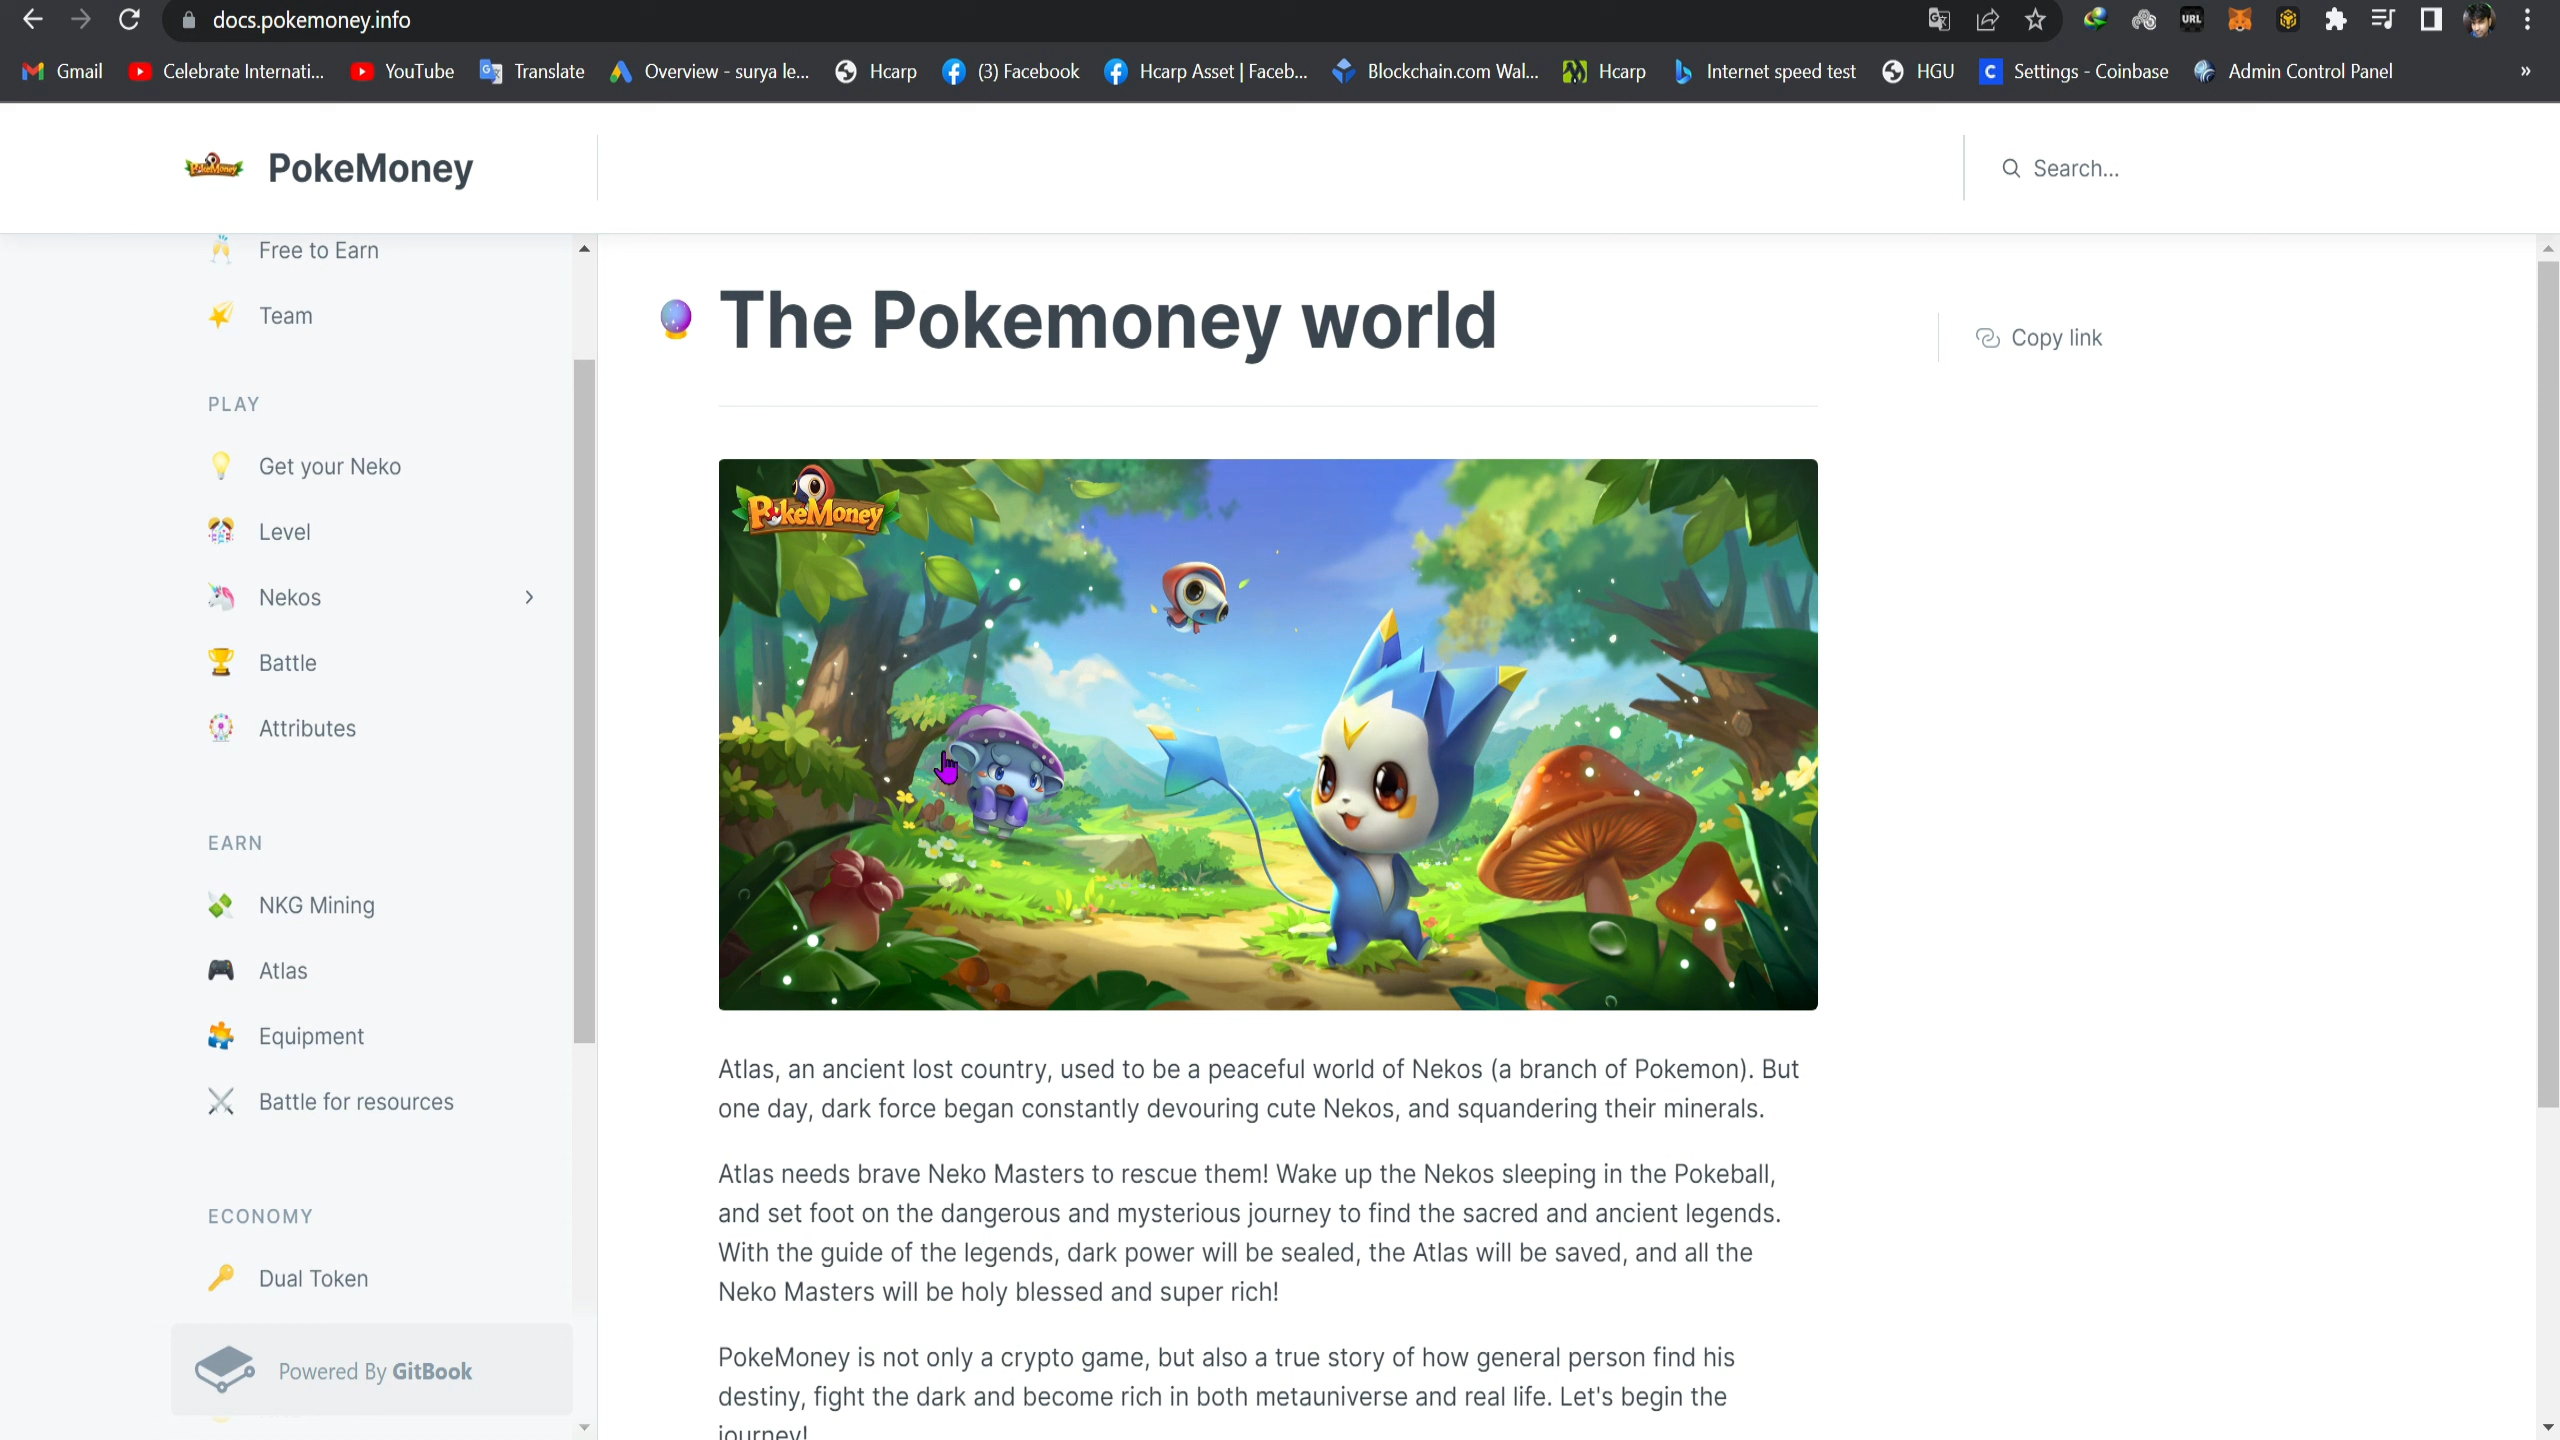 docs.pokemoney.info
URL
Gmail
Celebrate Internati...
YouTube
Translate
Overview - surya le...
Hcarp
(3) Facebook
Hcarp Asset | Faceb...
Blockchain.com Wal...
Hcarp
Internet speed test
HGU
Settings - Coinbase
Admin Control Panel
»
PokeMoney
PokeMoney
Search...
Free to Earn
Team
PLAY
Get your Neko
Level
Nekos
Battle
Attributes
EARN
NKG Mining
Atlas
Equipment
Battle for resources
ECONOMY
Dual Token
Powered By GitBook
The Pokemoney world
Copy link
PokeMoney
Atlas, an ancient lost country, used to be a peaceful world of Nekos (a branch of Pokemon). But
one day, dark force began constantly devouring cute Nekos, and squandering their minerals.
Atlas needs brave Neko Masters to rescue them! Wake up the Nekos sleeping in the Pokeball,
and set foot on the dangerous and mysterious journey to find the sacred and ancient legends.
With the guide of the legends, dark power will be sealed, the Atlas will be saved, and all the
Neko Masters will be holy blessed and super rich!
PokeMoney is not only a crypto game, but also a true story of how general person find his
destiny, fight the dark and become rich in both metauniverse and real life. Let's begin the
journey!